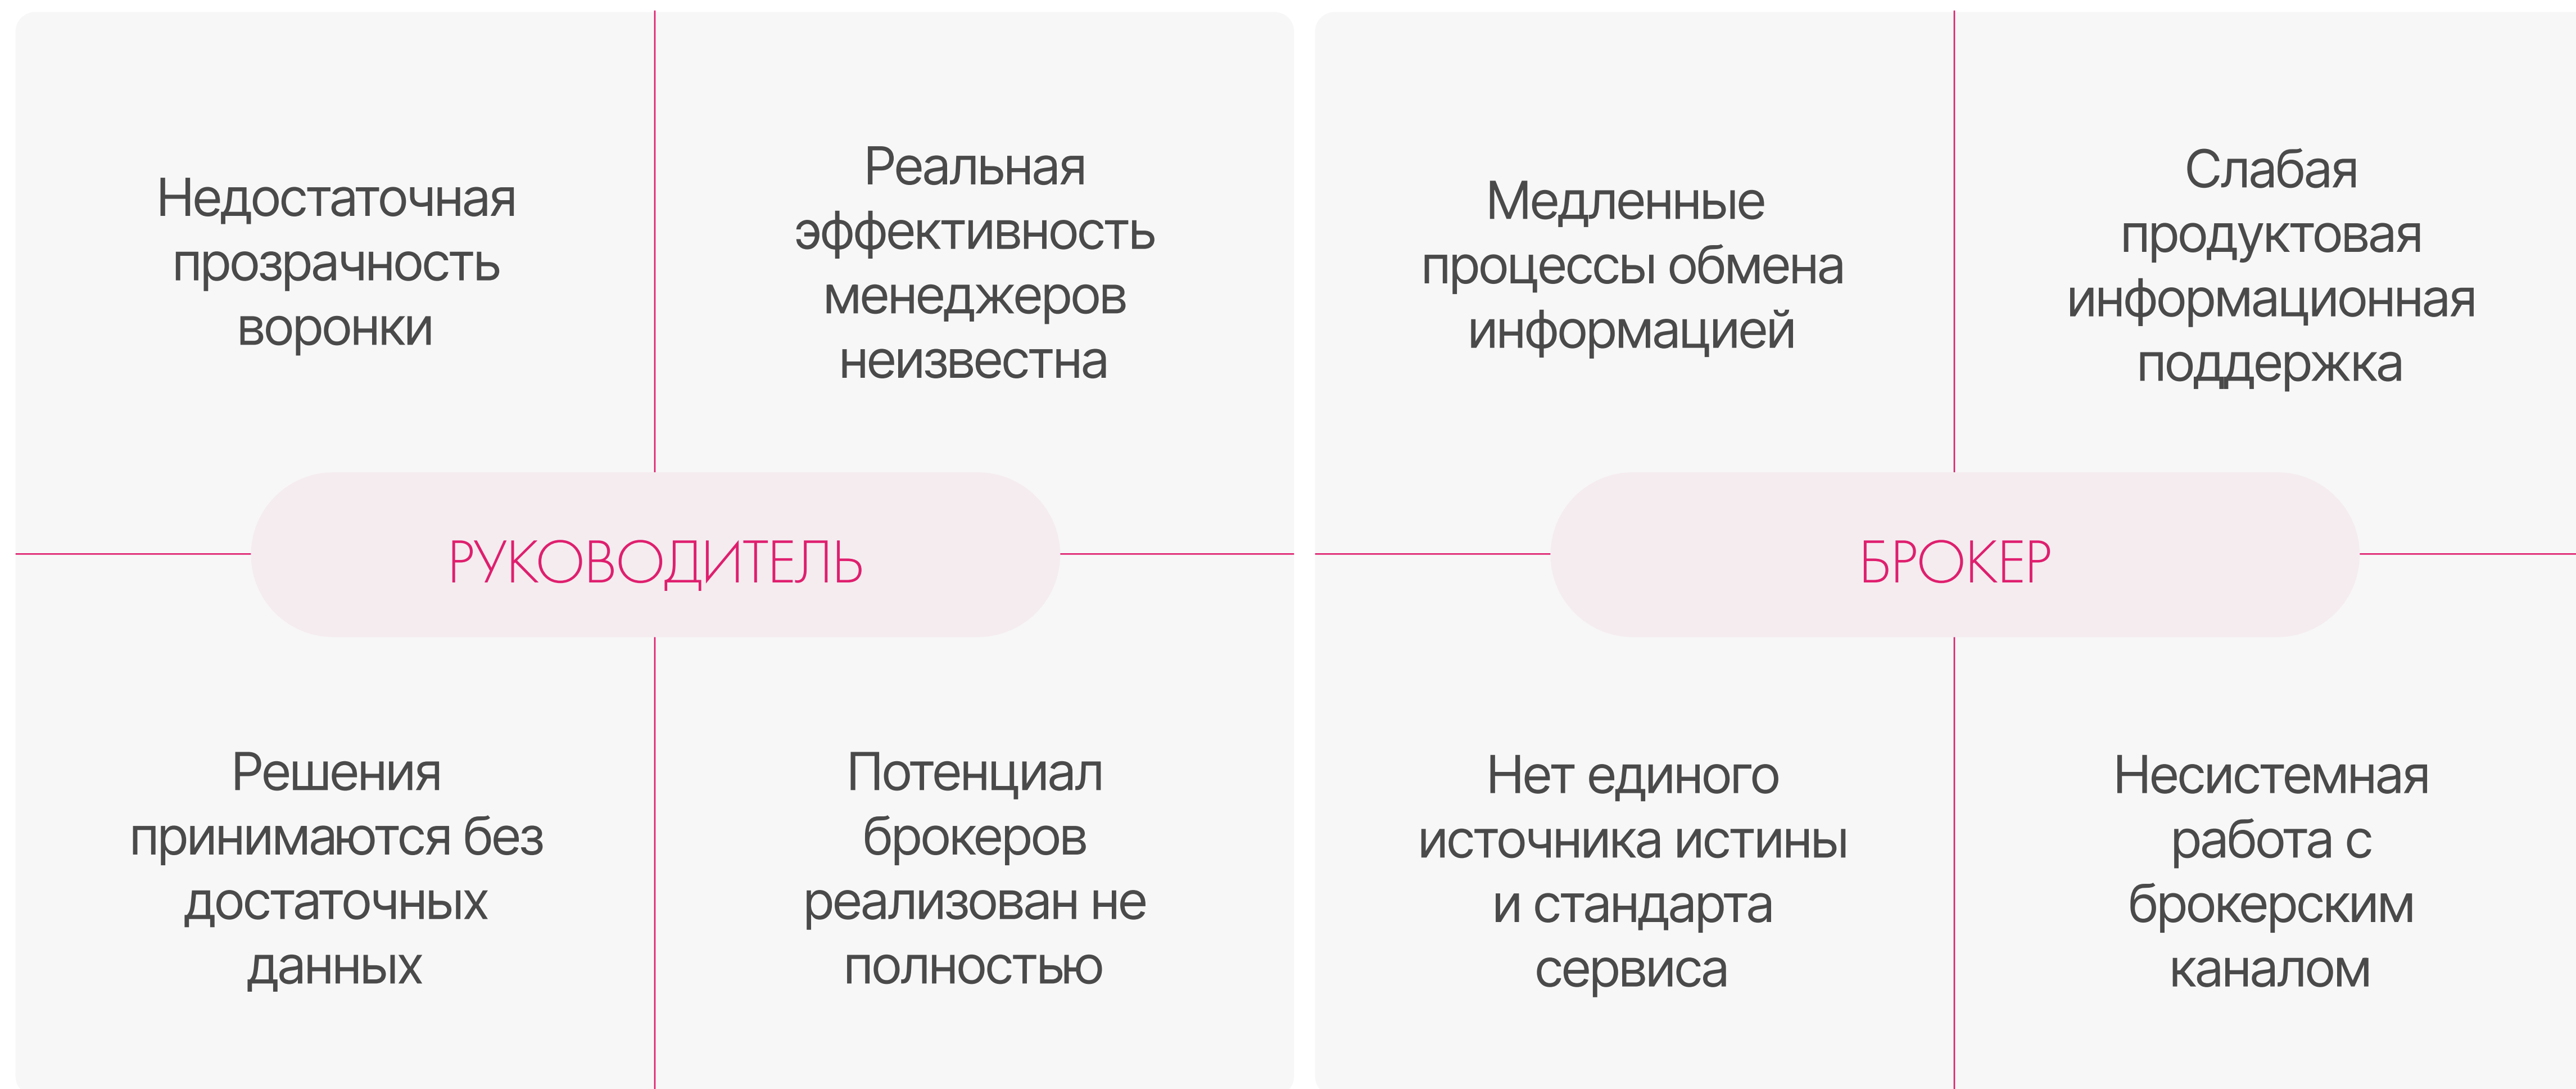 Недостаточная
прозрачность
воронки
Реальная
эффективность
менеджеров
неизвестна
РУКОВОДИТЕЛЬ
Решения
принимаются без
достаточных
данных
Потенциал
брокеров
реализован не
полностью
Медленные
процессы обмена
информацией
Слабая
продуктовая
информационная
поддержка
БРОКЕР
Нет единого
источника истины
и стандарта
сервиса
Несистемная
работа с
брокерским
каналом